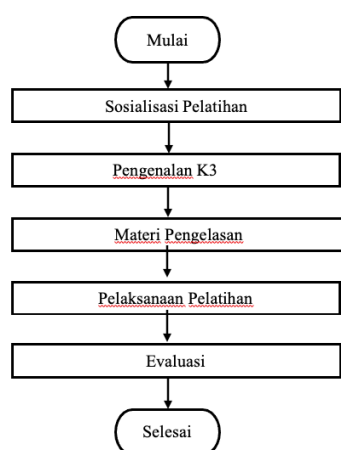 Mulai
Sosialisasi Pelatihan
Pengenalan K3
Materi Pengelasan
Pelaksanaan Pelatihan
Evaluasi
Selesai